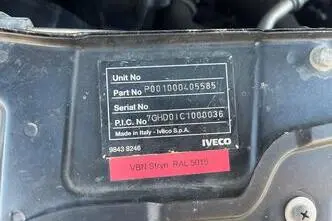 Unit No
Part No P001000405585
Serial No
P.I.C. No 7GHD01C1000036
Made in Italy - Iveco S.p.A.
9843 8246 IVECO
VBN Stryn RAL 5015